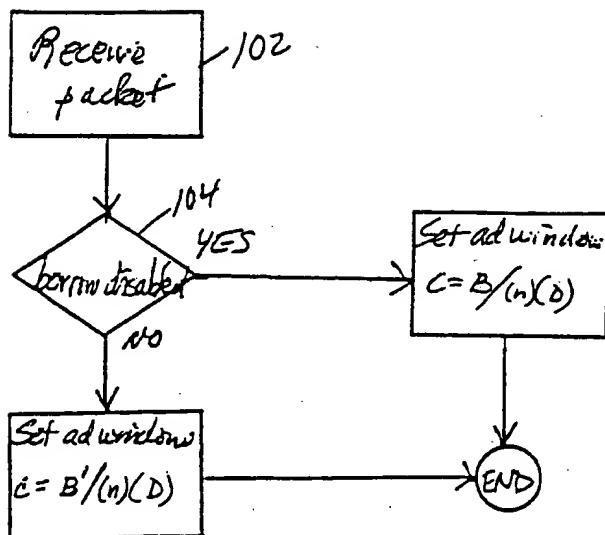 Receive
packet
102
104
YES
borrow disabled
NO
Set ad window
C = B/(n)(D)
Set ad window
C = B'/(n)(D)
END